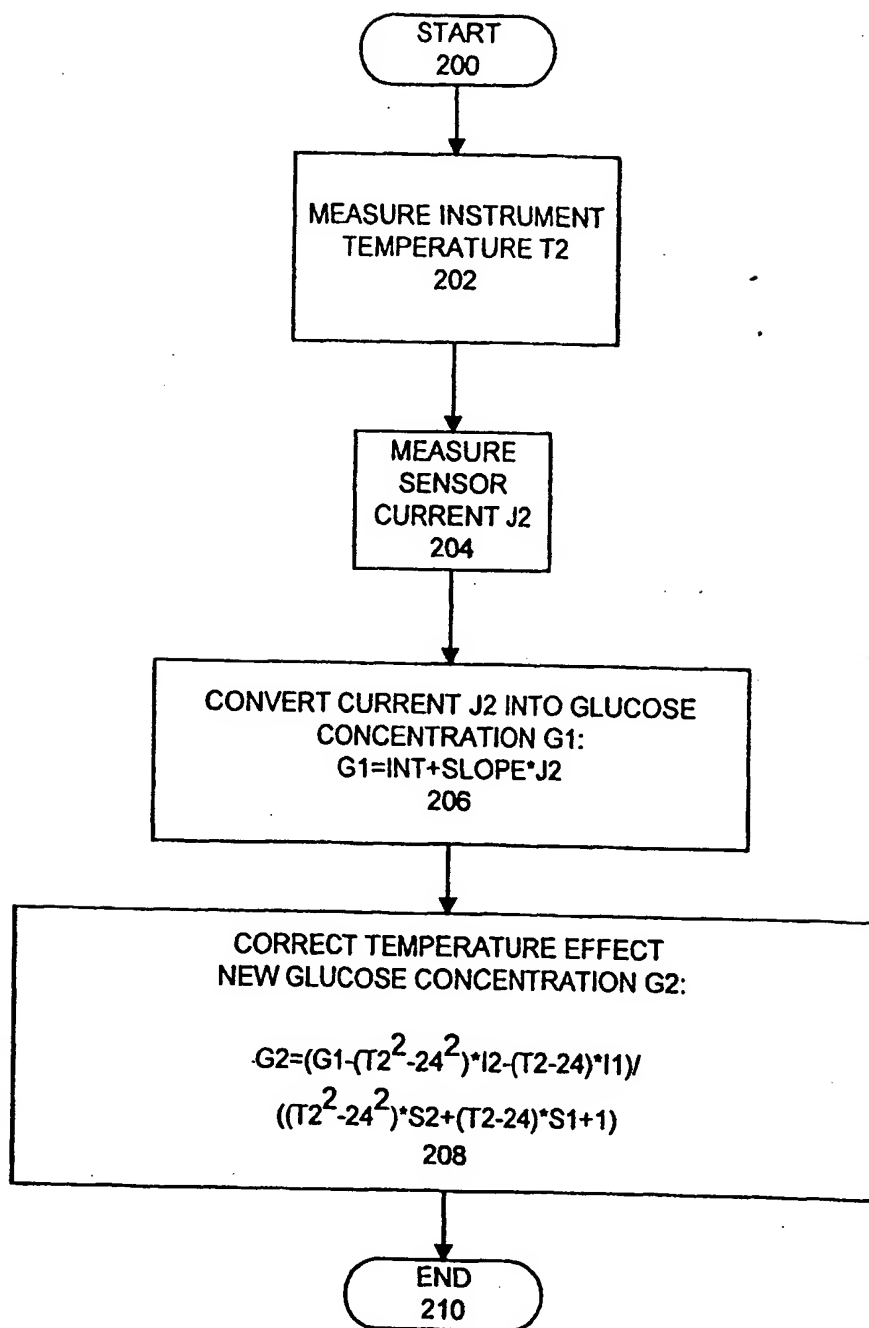 START
200
MEASURE INSTRUMENT
TEMPERATURE T2
202
MEASURE
SENSOR
CURRENT J2
204
CONVERT CURRENT J2 INTO GLUCOSE
CONCENTRATION G1:
G1=INT+SLOPE*J2
206
CORRECT TEMPERATURE EFFECT
NEW GLUCOSE CONCENTRATION G2:
G2=(G1-(T2²-24²)*I2-(T2-24)*I1)/
((T2²-24²)*S2+(T2-24)*S1+1)
208
END
210